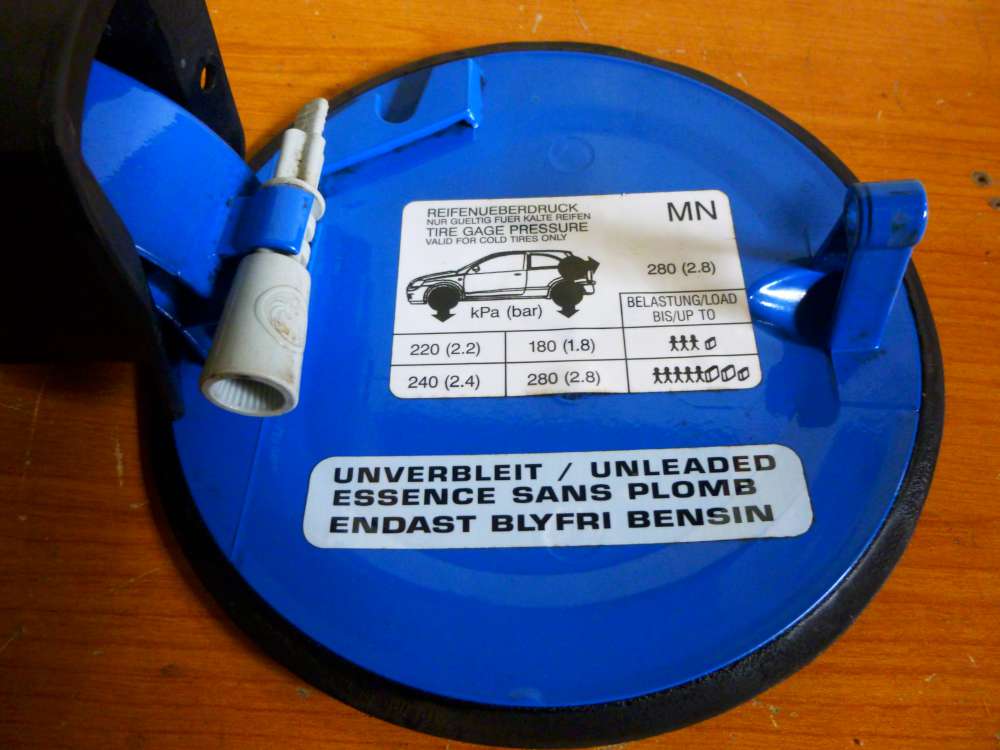 REIFENUEBERDRUCK
NUR GUELTIG FUER KALTE REIFEN
TIRE GAGE PRESSURE
VALID FOR COLD TIRES ONLY
MN
280 (2.8)
kPa (bar)
BELASTUNG/LOAD
BIS/UP TO
220 (2.2) 180 (1.8)
240 (2.4) 280 (2.8)
UNVERBLEIT / UNLEADED
ESSENCE SANS PLOMB
ENDAST BLYFRI BENSIN